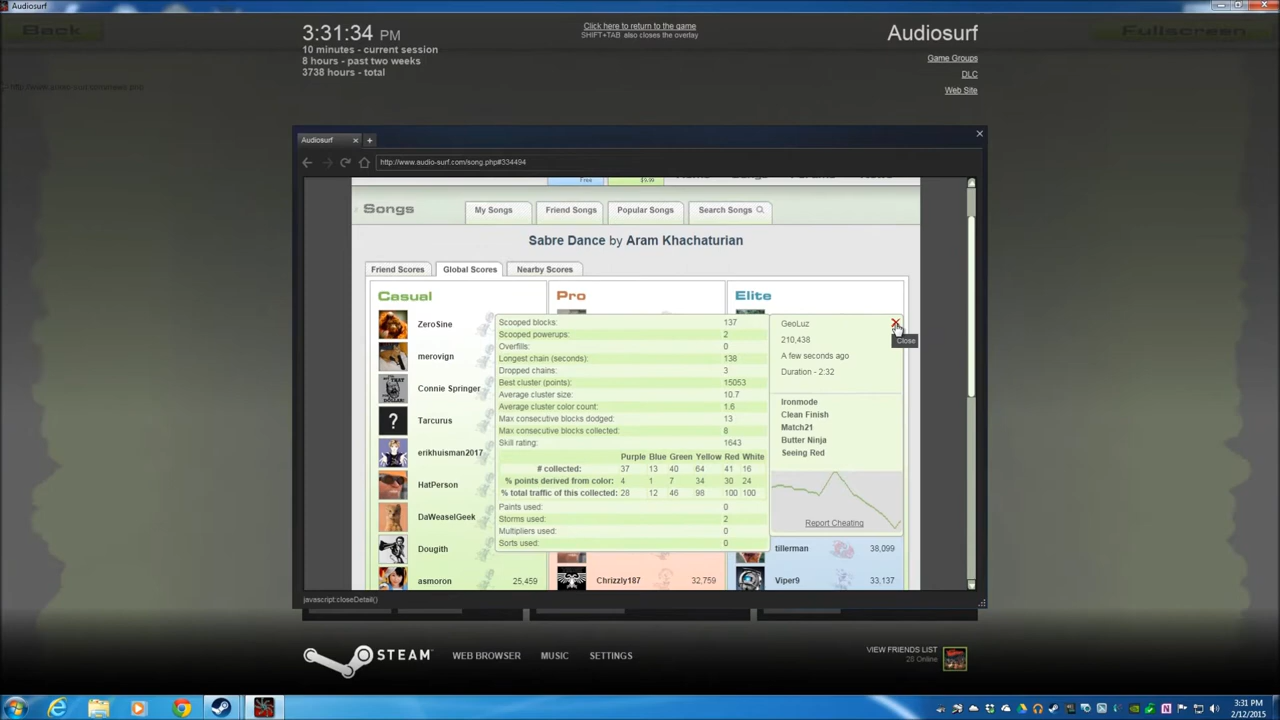 Audiosurf
Back
3:31:34 PM
10 minutes - current session
8 hours - past two weeks
3738 hours - total
Click here to return to the game
SHIFT+TAB also closes the overlay
Audiosurf
Game Groups
DLC
Web Site
Fullscreen
Audiosurf
http://www.audio-surf.com/song.php#334494
Free
$9.99
Songs
My Songs
Friend Songs
Popular Songs
Search Songs
Sabre Dance by Aram Khachaturian
Friend Scores
Global Scores
Nearby Scores
Casual
Pro
Elite
ZeroSine
merovign
Connie Springer
Tarcurus
erikhuisman2017
HatPerson
DaWeaselGeek
Dougith
asmoron 25,459
Scooped blocks: 137
Scooped powerups: 2
Overfills: 0
Longest chain (seconds): 138
Dropped chains: 3
Best cluster (points): 15053
Average cluster size: 10.7
Average cluster color count: 1.6
Max consecutive blocks dodged: 13
Max consecutive blocks collected: 8
Skill rating: 1643
Purple Blue Green Yellow Red White
# collected: 37 13 40 64 41 16
% points derived from color: 4 1 7 34 30 24
% total traffic of this collected: 28 12 46 98 100 100
Paints used: 0
Storms used: 2
Multipliers used: 0
Sorts used: 0
GeoLuz
210,438
A few seconds ago
Duration - 2:32
Close
Ironmode
Clean Finish
Match21
Butter Ninja
Seeing Red
Report Cheating
Chrizzly187 32,759
tillerman 38,099
Viper9 33,137
javascript:closeDetail()
STEAM
WEB BROWSER
MUSIC
SETTINGS
VIEW FRIENDS LIST
28 Online
3:31 PM
2/12/2015